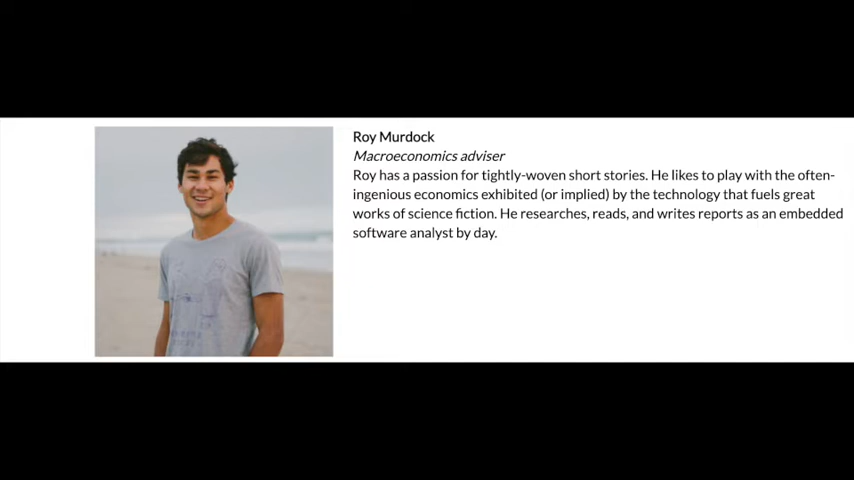 Roy Murdock
Macroeconomics adviser
Roy has a passion for tightly-woven short stories. He likes to play with the often-
ingenious economics exhibited (or implied) by the technology that fuels great
works of science fiction. He researches, reads, and writes reports as an embedded
software analyst by day.